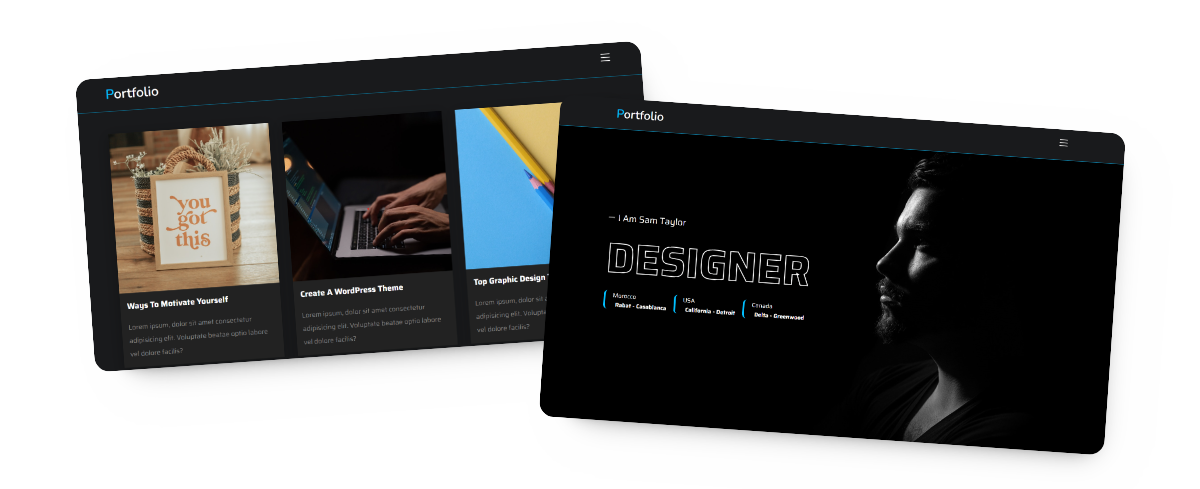 Portfolio
you
got
this
Ways To Motivate Yourself
Lorem ipsum, dolor sit amet consectetur
adipisicing elit. Voluptate beatae optio labore
vel dolore facilis?
Create A WordPress Theme
Lorem ipsum, dolor sit amet consectetur
adipisicing elit. Voluptate beatae optio labore
vel dolore facilis?
Top Graphic Design
Lorem ipsum, dolor sit
adipisicing elit. Volup
vel dolore facilis?
Portfolio
— I Am Sam Taylor
DESIGNER
Morocco
Rabat - Casablanca
USA
California - Detroit
Canada
Delta - Greenwood